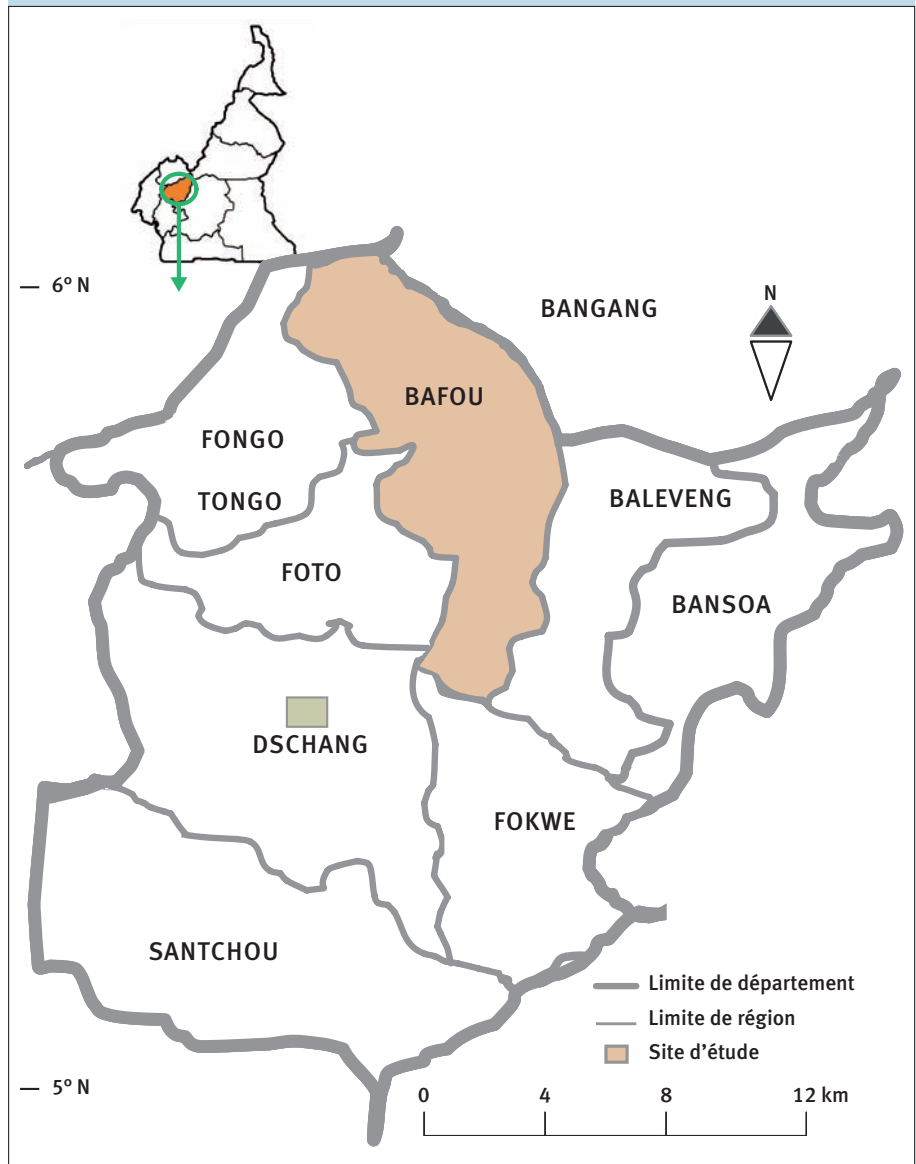 6° N
N
BANGANG
BAFOU
FONGO
TONGO
BALEVENG
FOTO
BANSOA
DSCHANG
FOKWE
SANTCHOU
Limite de département
Limite de région
Site d'étude
5° N
0 4 8 12 km